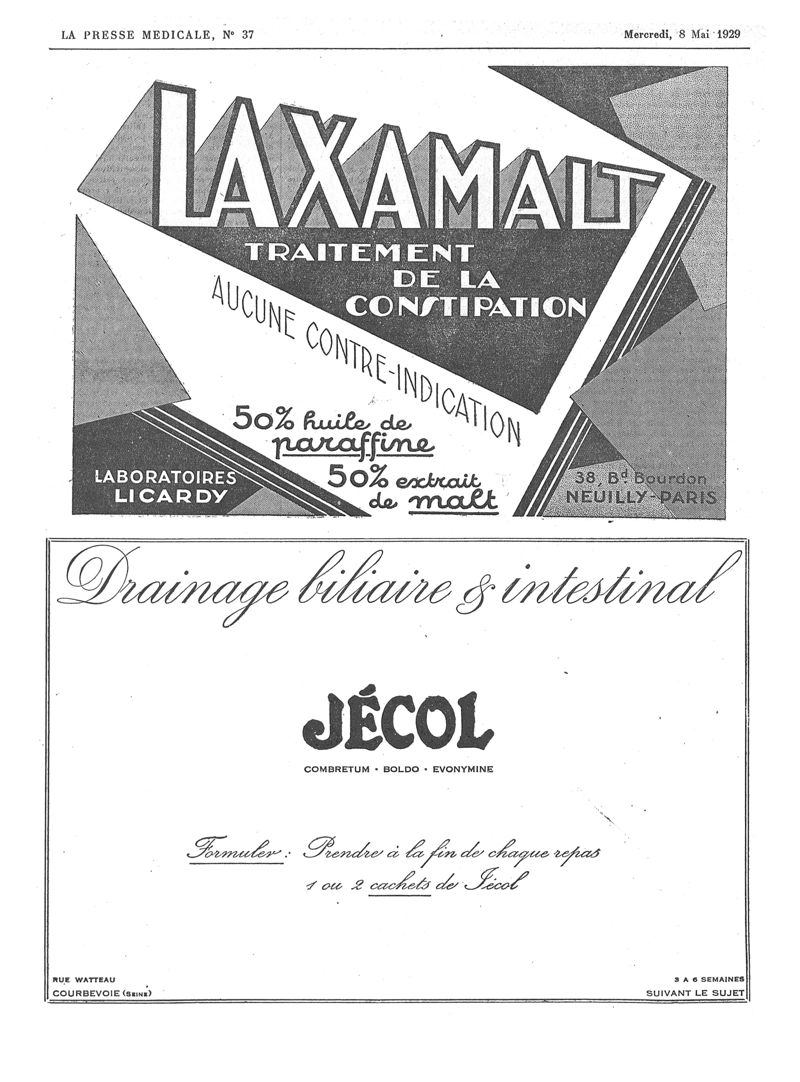 LA PRESSE MEDICALE, Nº 37
Mercredi, 8 Mai 1929
LAXAMALT
TRAITEMENT
DE LA
CONSTIPATION
AUCUNE CONTRE-INDICATION
50% huile de
paraffine
50% extrait
de malt
LABORATOIRES
LICARDY
38, Bd Bourdon
NEUILLY-PARIS
Drainage biliaire & intestinal
JÉCOL
COMBRETUM • BOLDO • EVONYMINE
Formuler : Prendre à la fin de chaque repas
1 ou 2 cachets de Jécol
RUE WATTEAU
COURBEVOIE (SEINE)
3 A 6 SEMAINES
SUIVANT LE SUJET